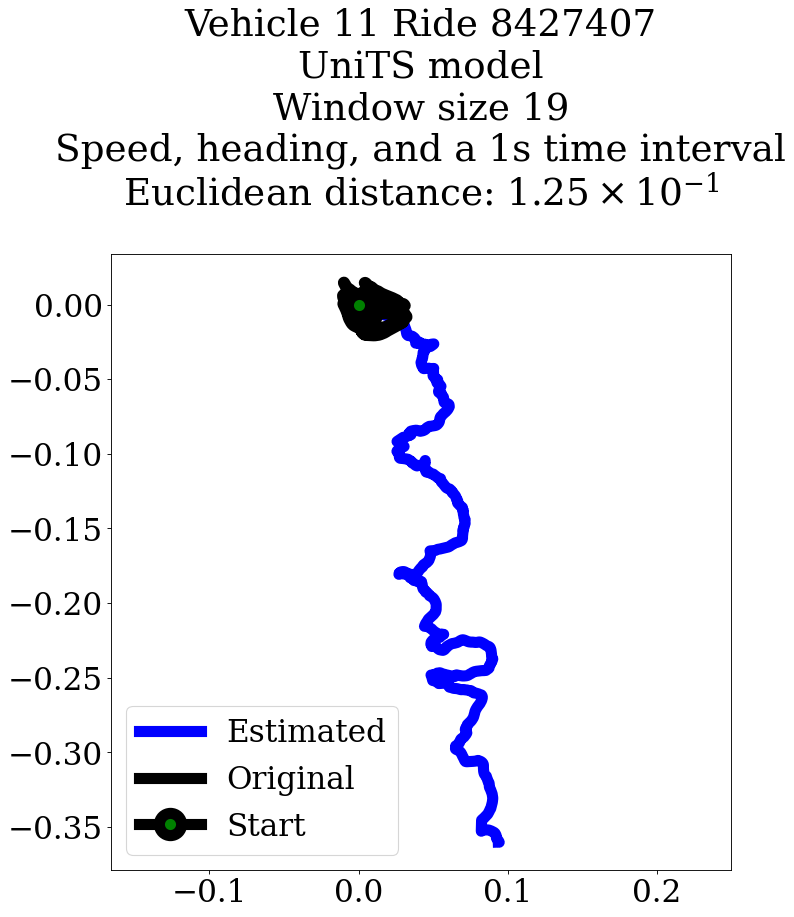 Vehicle 11 Ride 8427407
UniTS model
Window size 19
Speed, heading, and a 1s time interval
Euclidean distance: 1.25 × 10⁻¹
0.00
−0.05
−0.10
−0.15
−0.20
−0.25
−0.30
−0.35
Estimated
Original
Start
−0.1
0.0
0.1
0.2